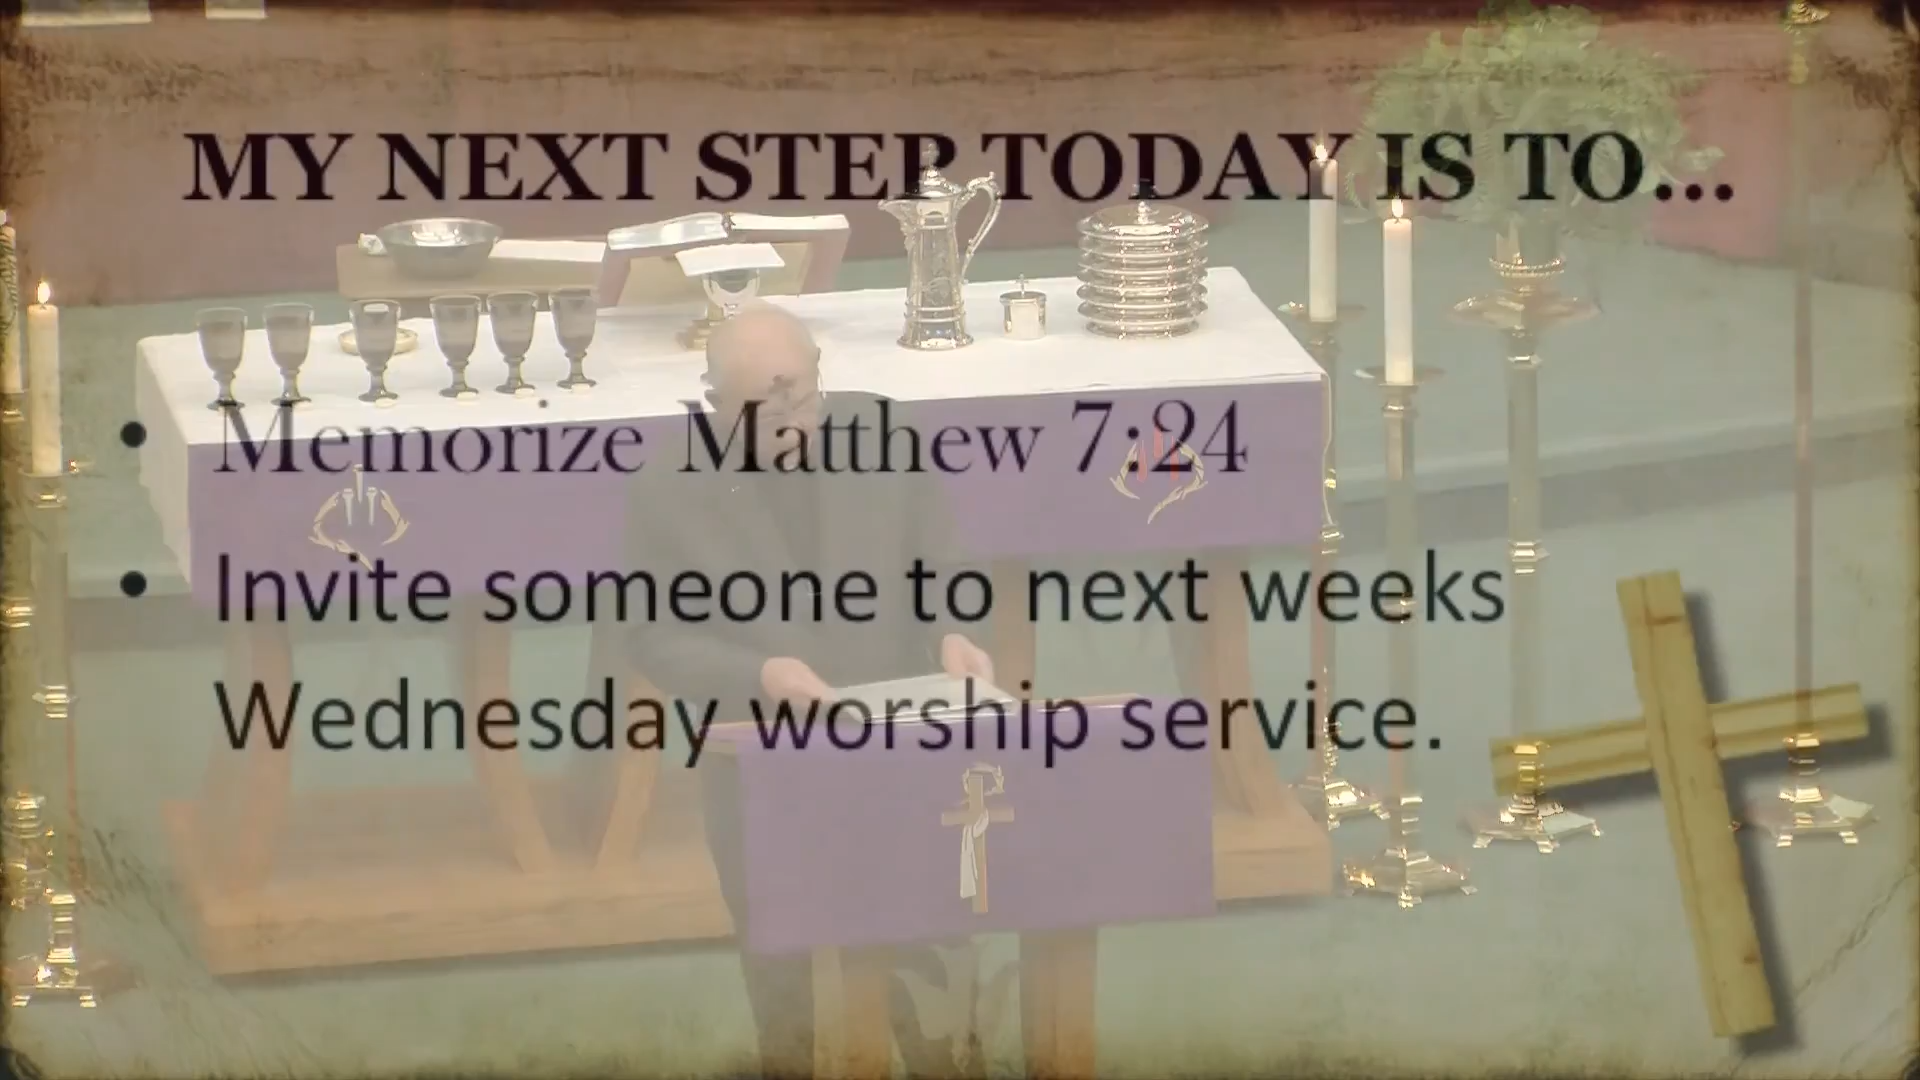 MY NEXT STEP TODAY IS TO...
• Memorize Matthew 7:24
• Invite someone to next weeks
Wednesday worship service.